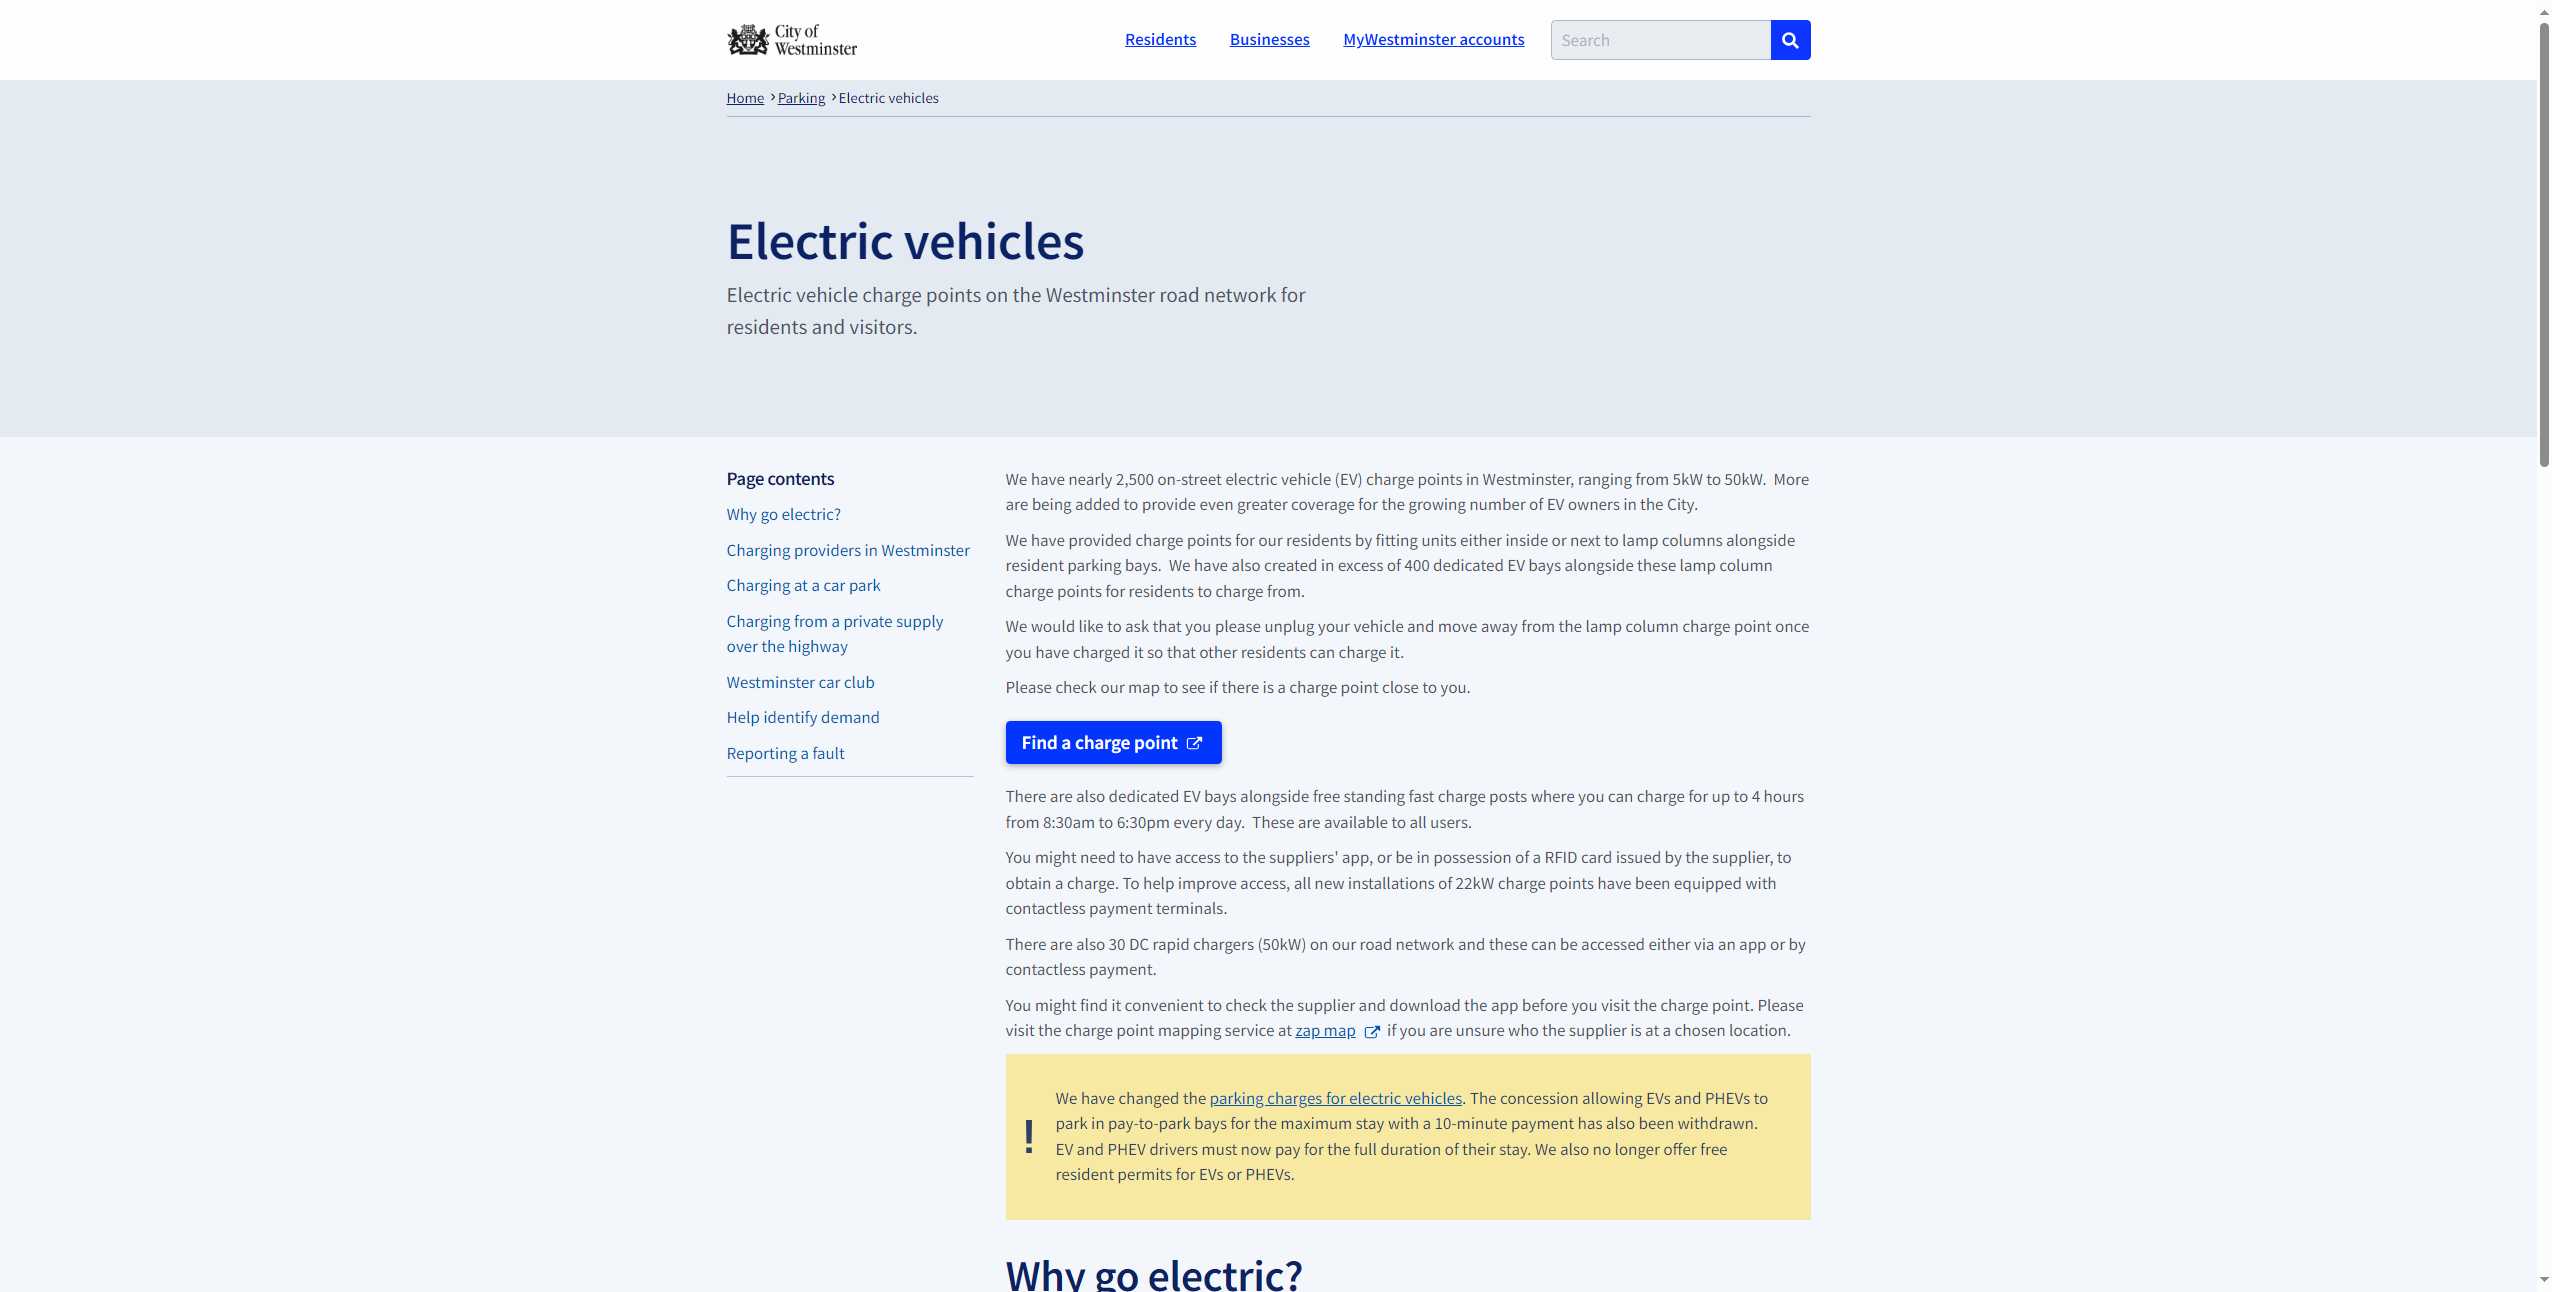 City of
Westminster
Residents
Businesses
MyWestminster accounts
Search
Home
Parking
Electric vehicles
Electric vehicles
Electric vehicle charge points on the Westminster road network for
residents and visitors.
Page contents
Why go electric?
Charging providers in Westminster
Charging at a car park
Charging from a private supply
over the highway
Westminster car club
Help identify demand
Reporting a fault
We have nearly 2,500 on-street electric vehicle (EV) charge points in Westminster, ranging from 5kW to 50kW. More
are being added to provide even greater coverage for the growing number of EV owners in the City.
We have provided charge points for our residents by fitting units either inside or next to lamp columns alongside
resident parking bays. We have also created in excess of 400 dedicated EV bays alongside these lamp column
charge points for residents to charge from.
We would like to ask that you please unplug your vehicle and move away from the lamp column charge point once
you have charged it so that other residents can charge it.
Please check our map to see if there is a charge point close to you.
Find a charge point
There are also dedicated EV bays alongside free standing fast charge posts where you can charge for up to 4 hours
from 8:30am to 6:30pm every day. These are available to all users.
You might need to have access to the suppliers' app, or be in possession of a RFID card issued by the supplier, to
obtain a charge. To help improve access, all new installations of 22kW charge points have been equipped with
contactless payment terminals.
There are also 30 DC rapid chargers (50kW) on our road network and these can be accessed either via an app or by
contactless payment.
You might find it convenient to check the supplier and download the app before you visit the charge point. Please
visit the charge point mapping service at zap map if you are unsure who the supplier is at a chosen location.
!
We have changed the parking charges for electric vehicles. The concession allowing EVs and PHEVs to
park in pay-to-park bays for the maximum stay with a 10-minute payment has also been withdrawn.
EV and PHEV drivers must now pay for the full duration of their stay. We also no longer offer free
resident permits for EVs or PHEVs.
Why go electric?